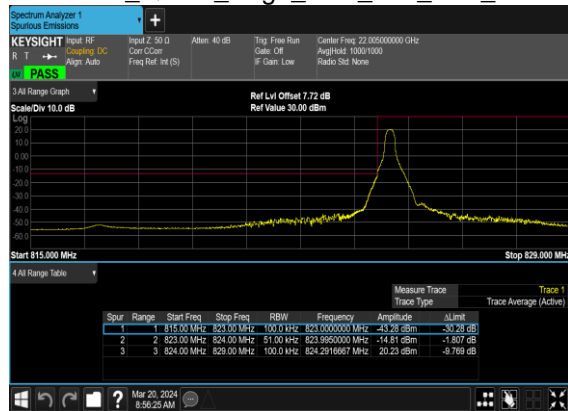 Spectrum Analyzer 1
Spurious Emissions
+
KEYSIGHT Input: RF Input Z: 50 Ω Atten: 40 dB Trig: Free Run Center Freq: 22.005000000 GHz
R T Coupling: DC Corr CCorr Gate: Off Avg|Hold: 1000/1000
Align: Auto Freq Ref: Int (S) IF Gain: Low Radio Std: None
LV PASS
3 All Range Graph
Ref Lvl Offset 7.72 dB
Scale/Div 10.0 dB Ref Value 30.00 dBm
Log
20.0
10.0
0.00
-10.0
-20.0
-30.0
-40.0
-50.0
-60.0
Start 815.000 MHz Stop 829.000 MHz
4 All Range Table
Measure Trace Trace 1
Trace Type Trace Average (Active)
Spur Range Start Freq Stop Freq RBW Frequency Amplitude ΔLimit
1 1 815.00 MHz 823.00 MHz 100.0 kHz 823.0000000 MHz -43.28 dBm -30.28 dB
2 2 823.00 MHz 824.00 MHz 51.00 kHz 823.9950000 MHz -14.81 dBm -1.807 dB
3 3 824.00 MHz 829.00 MHz 100.0 kHz 824.2916667 MHz 20.23 dBm -9.769 dB
? Mar 20, 2024
8:56:25 AM